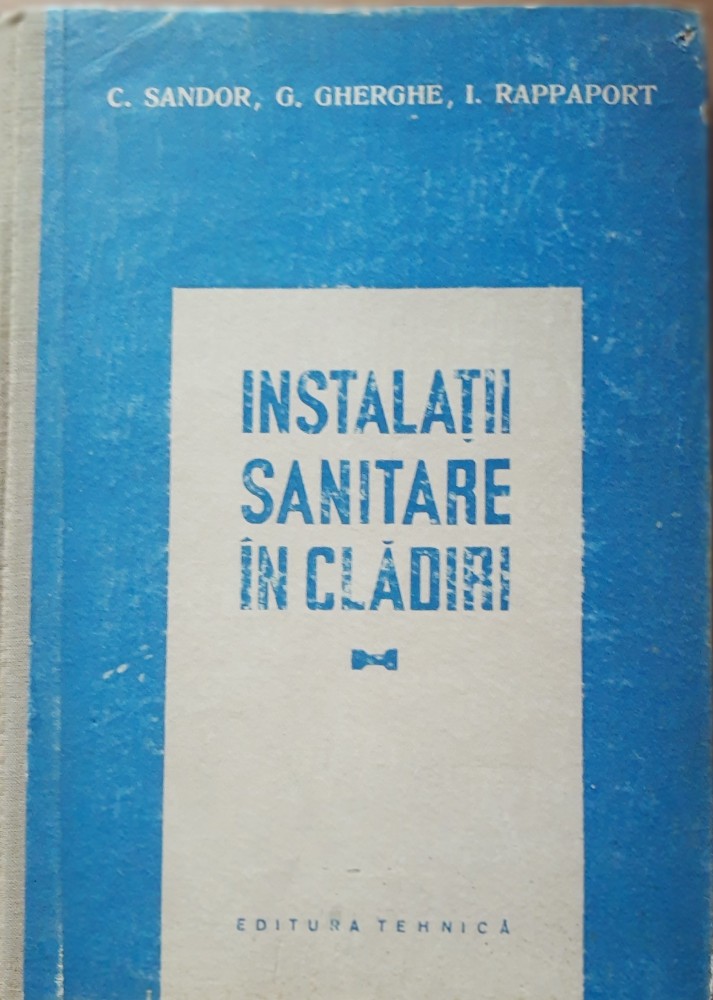 C. SANDOR, G. GHERGHE, I. RAPPAPORT
INSTALAȚII
SANITARE
ÎN CLĂDIRI
EDITURA TEHNICĂ